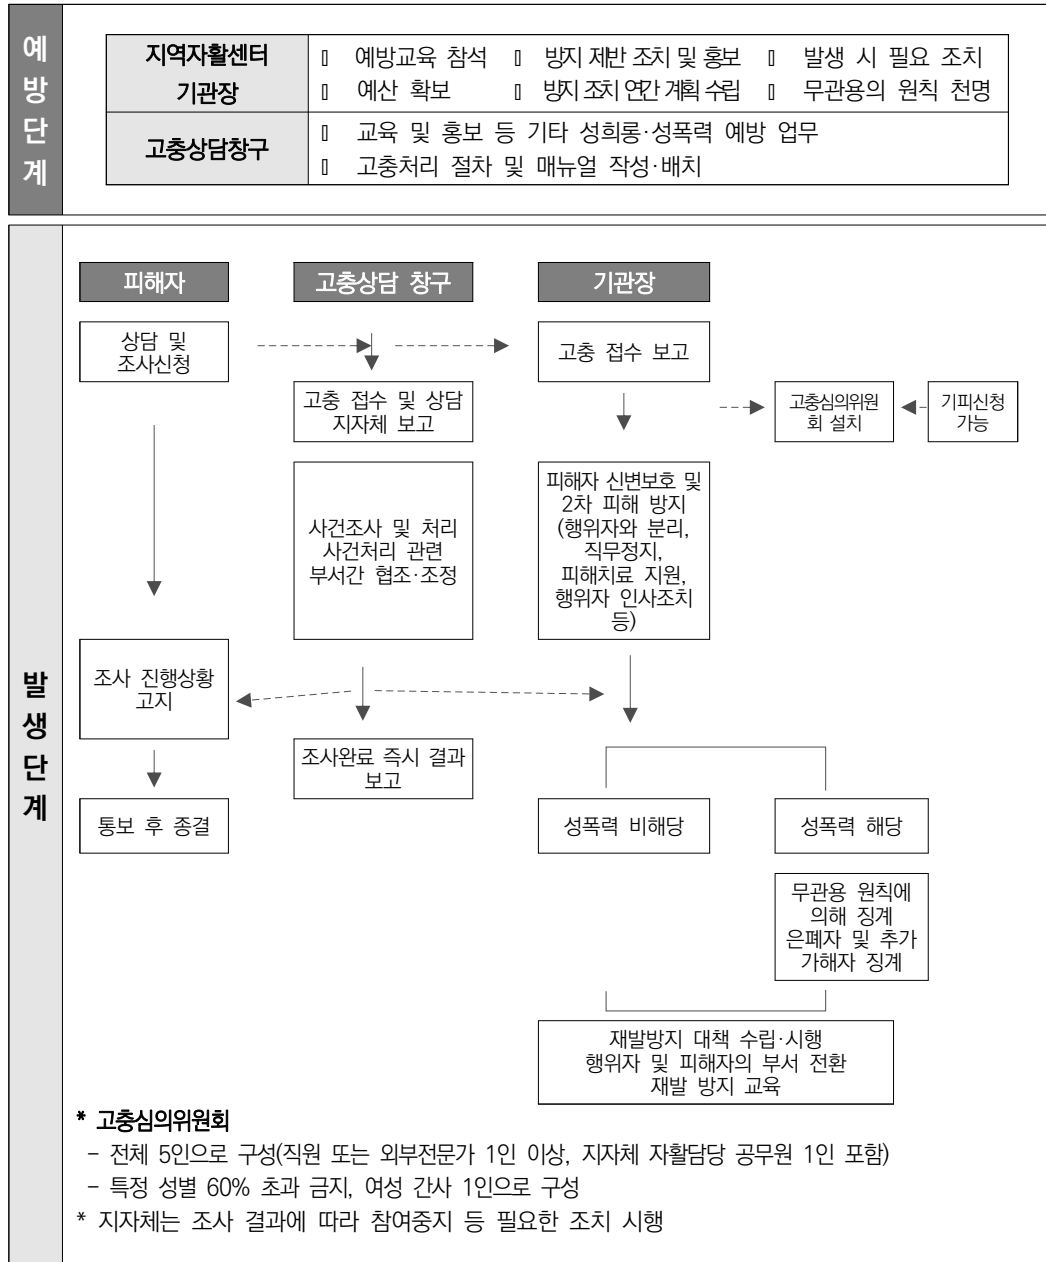 예방단계
지역자활센터
기관장
▯ 예방교육 참석 ▯ 방지 제반 조치 및 홍보 ▯ 발생 시 필요 조치
▯ 예산 확보 ▯ 방지 조치 연간 계획 수립 ▯ 무관용의 원칙 천명
고충상담창구
▯ 교육 및 홍보 등 기타 성희롱·성폭력 예방 업무
▯ 고충처리 절차 및 매뉴얼 작성·배치
발생단계
피해자
고충상담 창구
기관장
상담 및
조사신청
고충 접수 보고
고충 접수 및 상담
지자체 보고
고충심의위원
회 설치
기피신청
가능
사건조사 및 처리
사건처리 관련
부서간 협조·조정
피해자 신변보호 및
2차 피해 방지
(행위자와 분리,
직무정지,
피해치료 지원,
행위자 인사조치
등)
조사 진행상황
고지
조사완료 즉시 결과
보고
통보 후 종결
성폭력 비해당
성폭력 해당
무관용 원칙에
의해 징계
은폐자 및 추가
가해자 징계
재발방지 대책 수립·시행
행위자 및 피해자의 부서 전환
재발 방지 교육
* 고충심의위원회
- 전체 5인으로 구성(직원 또는 외부전문가 1인 이상, 지자체 자활담당 공무원 1인 포함)
- 특정 성별 60% 초과 금지, 여성 간사 1인으로 구성
* 지자체는 조사 결과에 따라 참여중지 등 필요한 조치 시행